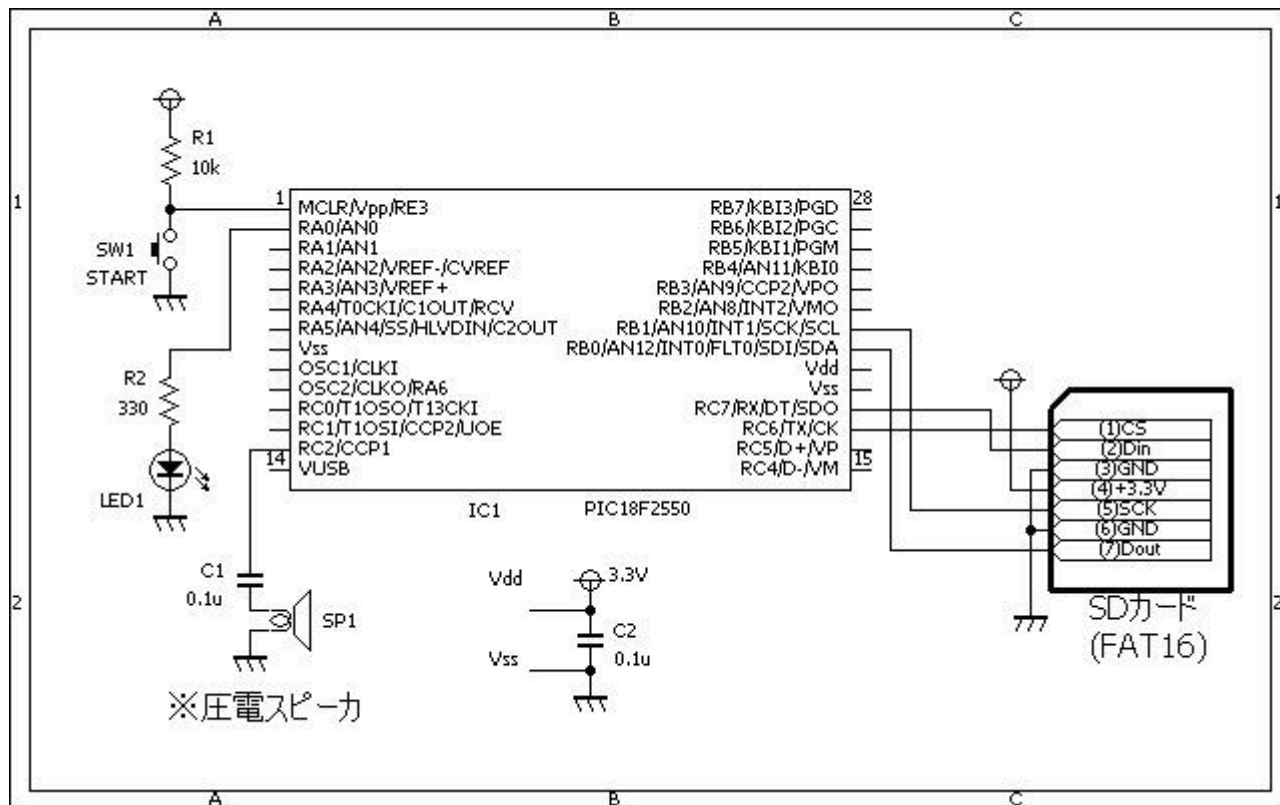 A
B
C
1
1
R1
10k
SW1
START
R2
330
LED1
1
28
14
15
MCLR/Vpp/RE3
RA0/AN0
RA1/AN1
RA2/AN2/VREF-/CVREF
RA3/AN3/VREF+
RA4/T0CKI/C1OUT/RCV
RA5/AN4/SS/HLVDIN/C2OUT
Vss
OSC1/CLKI
OSC2/CLKO/RA6
RC0/T1OSO/T13CKI
RC1/T1OSI/CCP2/UOE
RC2/CCP1
VUSB
RB7/KBI3/PGD
RB6/KBI2/PGC
RB5/KBI1/PGM
RB4/AN11/KBI0
RB3/AN9/CCP2/VPO
RB2/AN8/INT2/VMO
RB1/AN10/INT1/SCK/SCL
RB0/AN12/INT0/FLT0/SDI/SDA
Vdd
Vss
RC7/RX/DT/SDO
RC6/TX/CK
RC5/D+/VP
RC4/D-/VM
IC1 PIC18F2550
(1)CS
(2)Din
(3)GND
(4)+3.3V
(5)SCK
(6)GND
(7)Dout
SDカード
(FAT16)
C1
0.1u
SP1
※圧電スピーカ
Vdd
3.3V
C2
0.1u
Vss
2
2
A
B
C